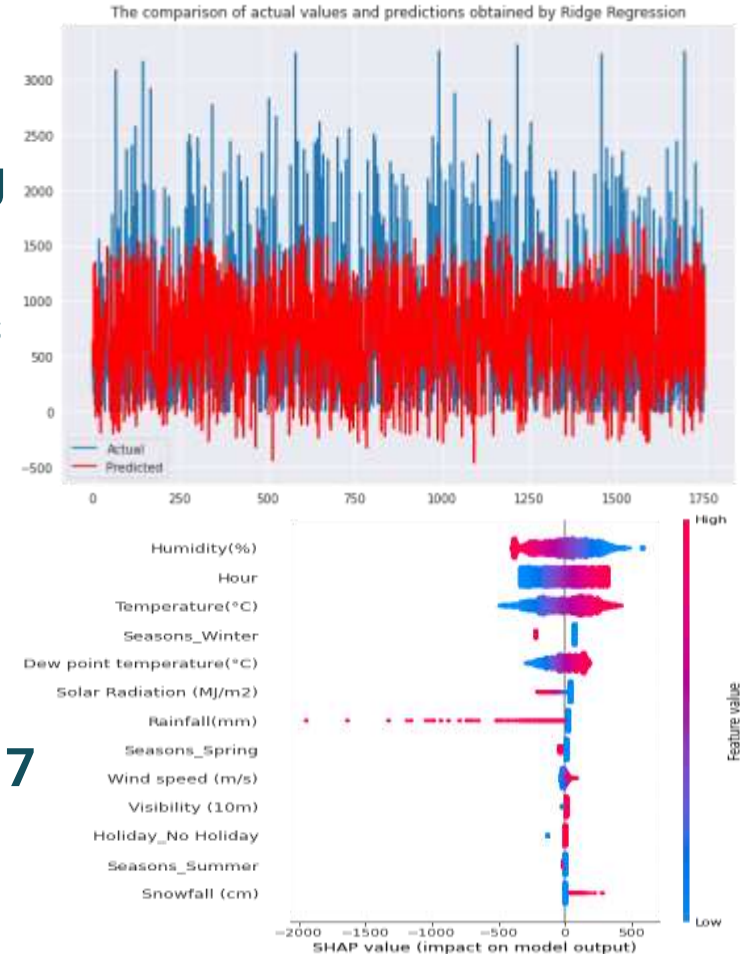 The comparison of actual values and predictions obtained by Ridge Regression
3000
2500
2000
1500
1000
500
0
−500
Actual
Predicted
0 250 500 750 1000 1250 1500 1750
High
Humidity(%)
Hour
Temperature(°C)
Seasons_Winter
Dew point temperature(°C)
Solar Radiation (MJ/m2)
Rainfall(mm)
Seasons_Spring
7
Wind speed (m/s)
Visibility (10m)
Holiday_No Holiday
Seasons_Summer
Snowfall (cm)
Feature value
Low
−2000 −1500 −1000 −500 0 500
SHAP value (impact on model output)